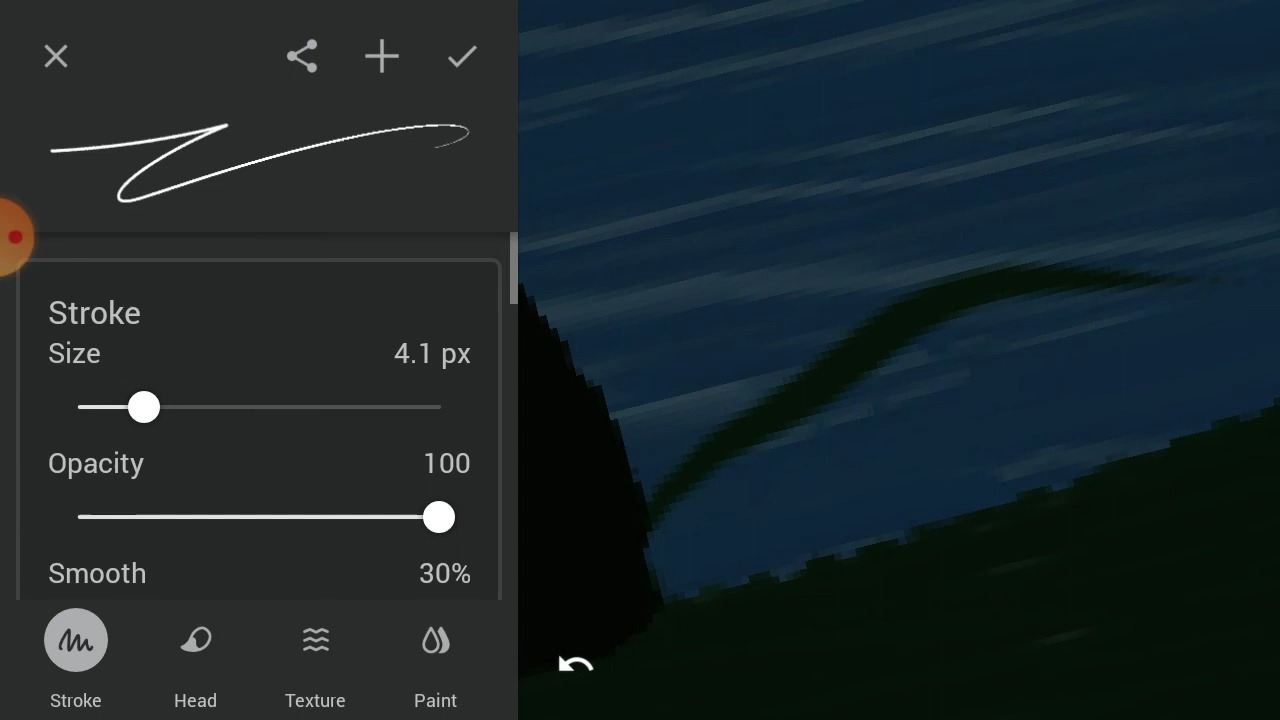 Stroke
Size 4.1 px
Opacity 100
Smooth 30%
Stroke Head Texture Paint